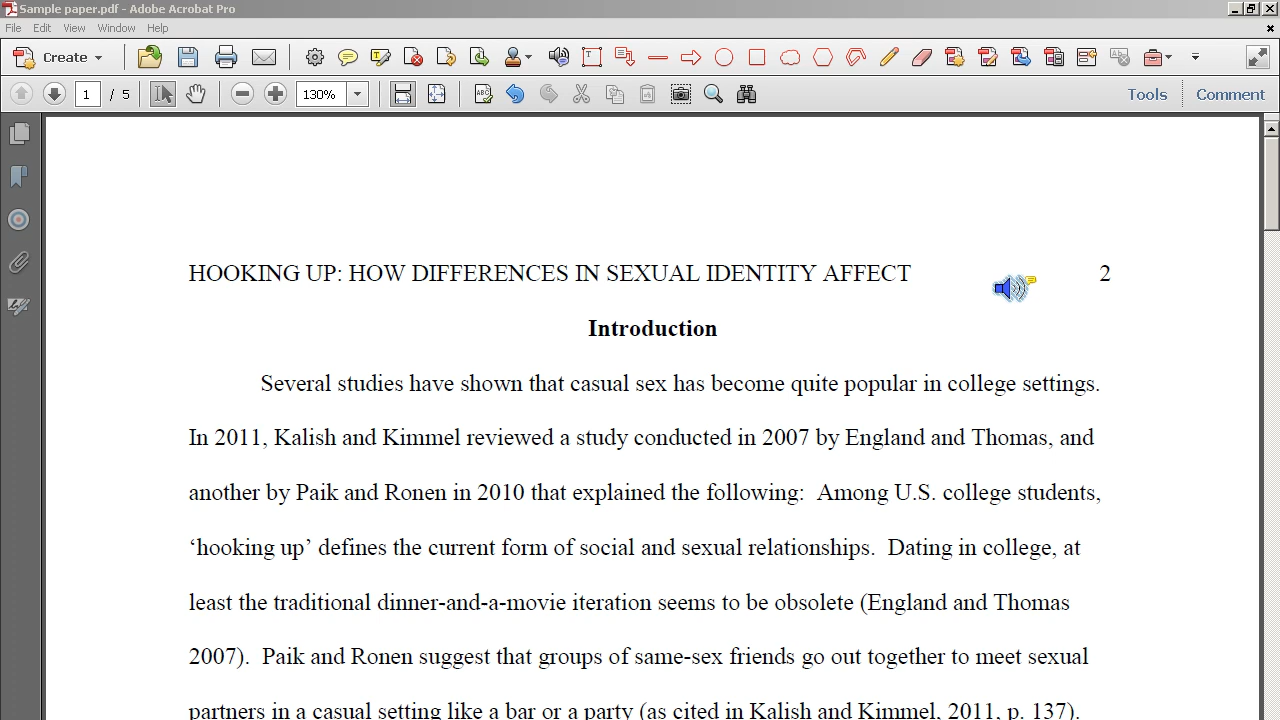 Sample paper.pdf - Adobe Acrobat Pro
File Edit View Window Help
Create
1 / 5 130% Tools Comment
HOOKING UP: HOW DIFFERENCES IN SEXUAL IDENTITY AFFECT 2
Introduction
Several studies have shown that casual sex has become quite popular in college settings.
In 2011, Kalish and Kimmel reviewed a study conducted in 2007 by England and Thomas, and
another by Paik and Ronen in 2010 that explained the following:  Among U.S. college students,
‘hooking up’ defines the current form of social and sexual relationships.  Dating in college, at
least the traditional dinner-and-a-movie iteration seems to be obsolete (England and Thomas
2007).  Paik and Ronen suggest that groups of same-sex friends go out together to meet sexual
partners in a casual setting like a bar or a party (as cited in Kalish and Kimmel, 2011, p. 137).